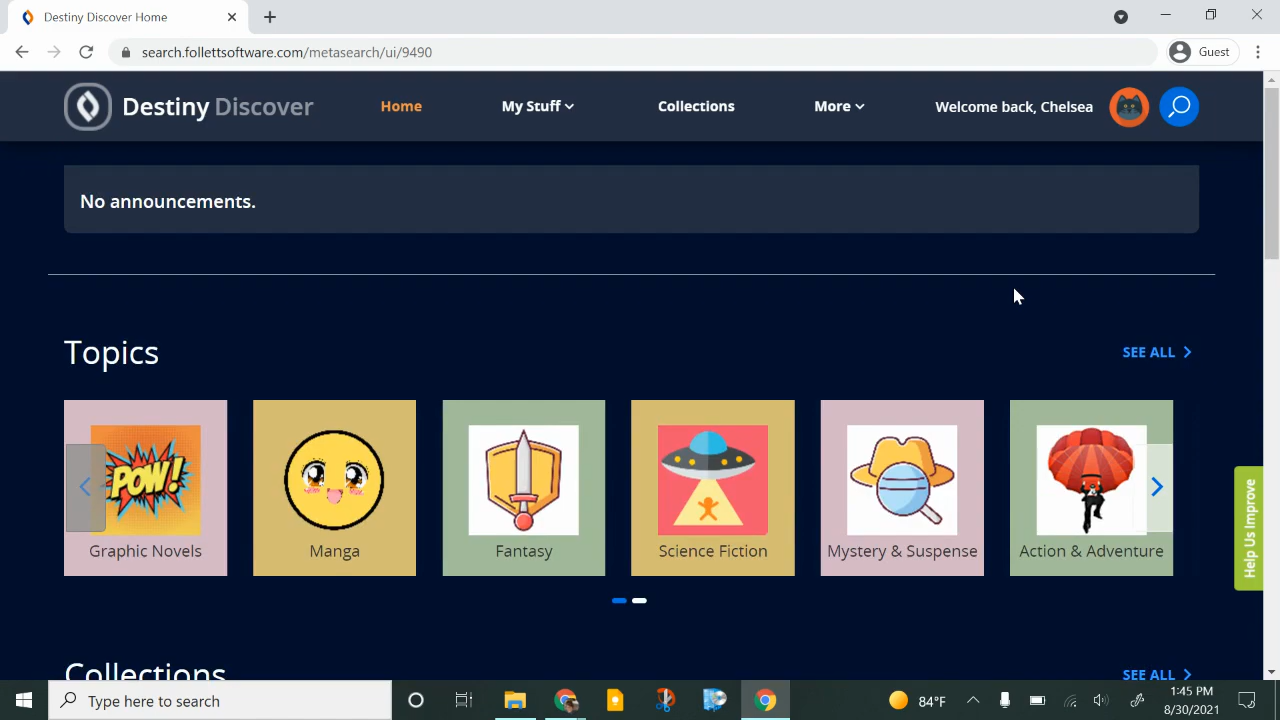 Destiny Discover Home
search.follettsoftware.com/metasearch/ui/9490
Guest
Destiny Discover
Home
My Stuff
Collections
More
Welcome back, Chelsea
No announcements.
Topics
SEE ALL
POW!
Graphic Novels
Manga
Fantasy
Science Fiction
Mystery & Suspense
Action & Adventure
Help Us Improve
Collections
SEE ALL
Type here to search
84°F
1:45 PM
8/30/2021